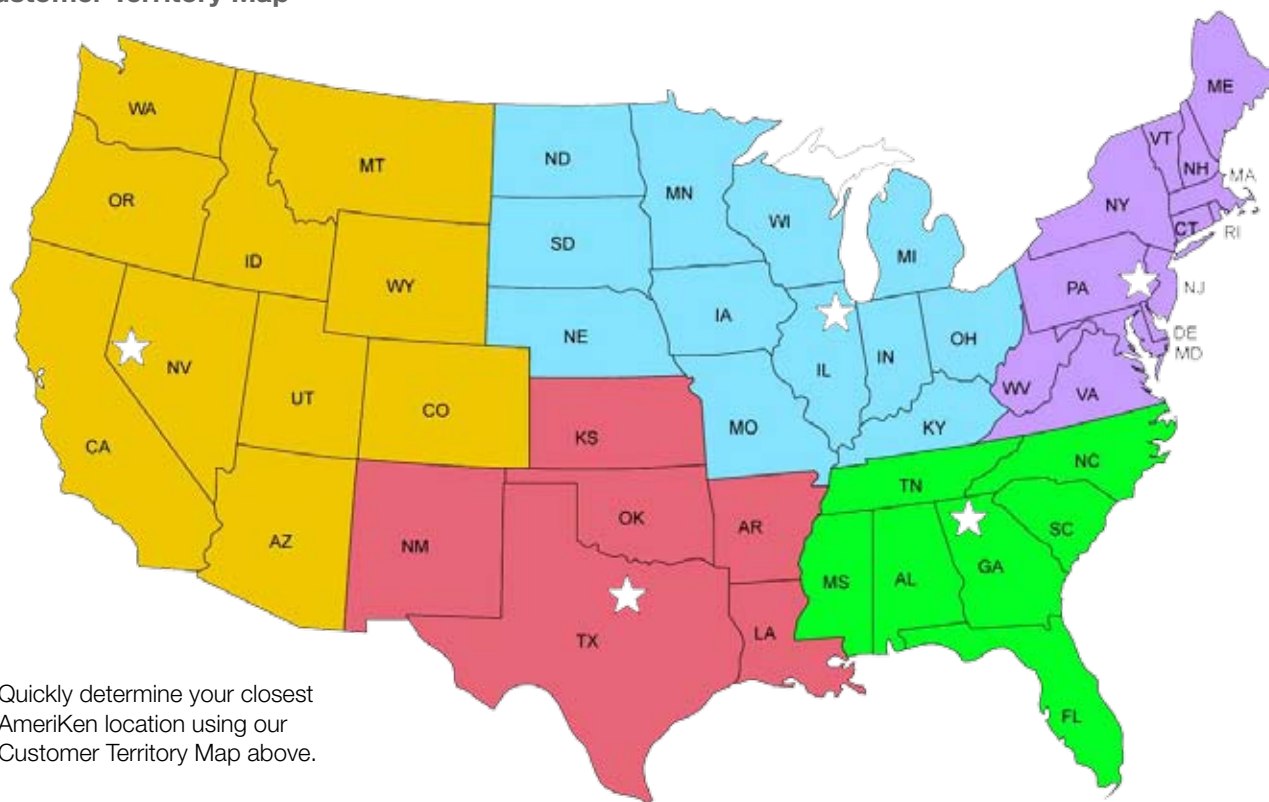 ustomer Territory Map
WA
MT
ND
MN
ME
VT
NH
MA
OR
ID
SD
WI
MI
NY
CT
RI
WY
NE
IA
PA
NJ
NV
UT
CO
IL
IN
OH
DE
MD
CA
KS
MO
KY
WV
VA
AZ
NM
OK
AR
TN
NC
SC
TX
LA
MS
AL
GA
FL
Quickly determine your closest
AmeriKen location using our
Customer Territory Map above.